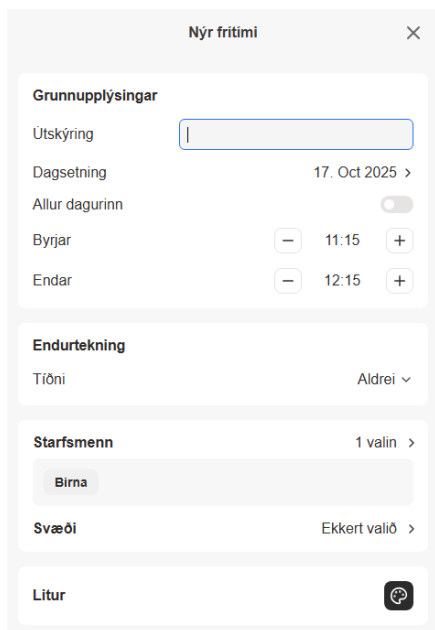 Nýr frítími
Grunnupplýsingar
Útskýring
Dagsetning 17. Oct 2025
Allur dagurinn
Byrjar − 11:15 +
Endar − 12:15 +
Endurtekning
Tíðni Aldrei
Starfsmenn 1 valin
Birna
Svæði Ekkert valið
Litur